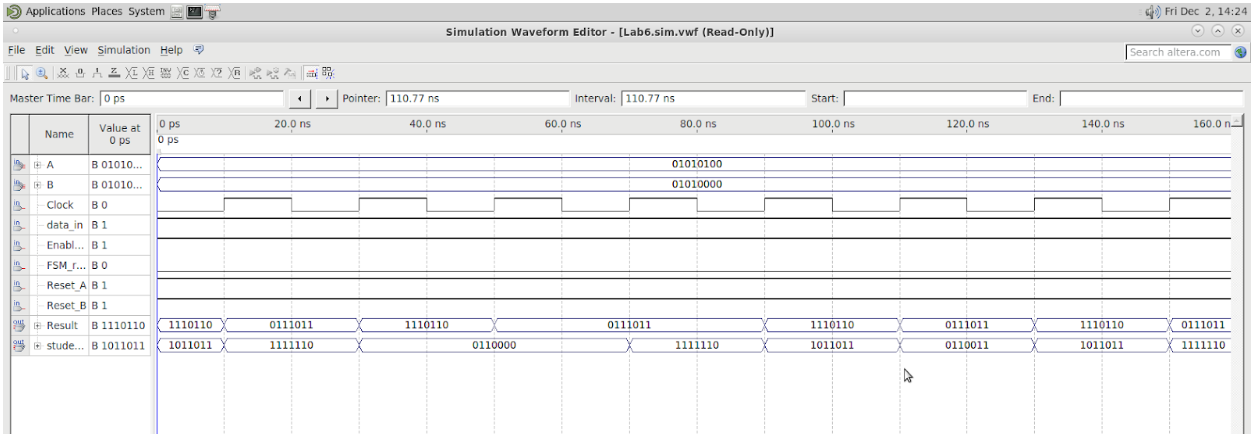 Applications Places System Fri Dec 2, 14:24
Simulation Waveform Editor - [Lab6.sim.vwf (Read-Only)]
File Edit View Simulation Help
Search altera.com
Master Time Bar: 0 ps Pointer: 110.77 ns Interval: 110.77 ns Start: End:
Name Value at 0 ps 0 ps 20.0 ns 40.0 ns 60.0 ns 80.0 ns 100.0 ns 120.0 ns 140.0 ns 160.0 n
0 ps
A B 01010... 01010100
B B 01010... 01010000
Clock B 0
data_in B 1
Enabl... B 1
FSM_r... B 0
Reset_A B 1
Reset_B B 1
Result B 1110110 1110110 0111011 1110110 0111011 1110110 0111011 1110110 0111011
stude... B 1011011 1011011 1111110 0110000 1111110 1011011 0110011 1011011 1111110